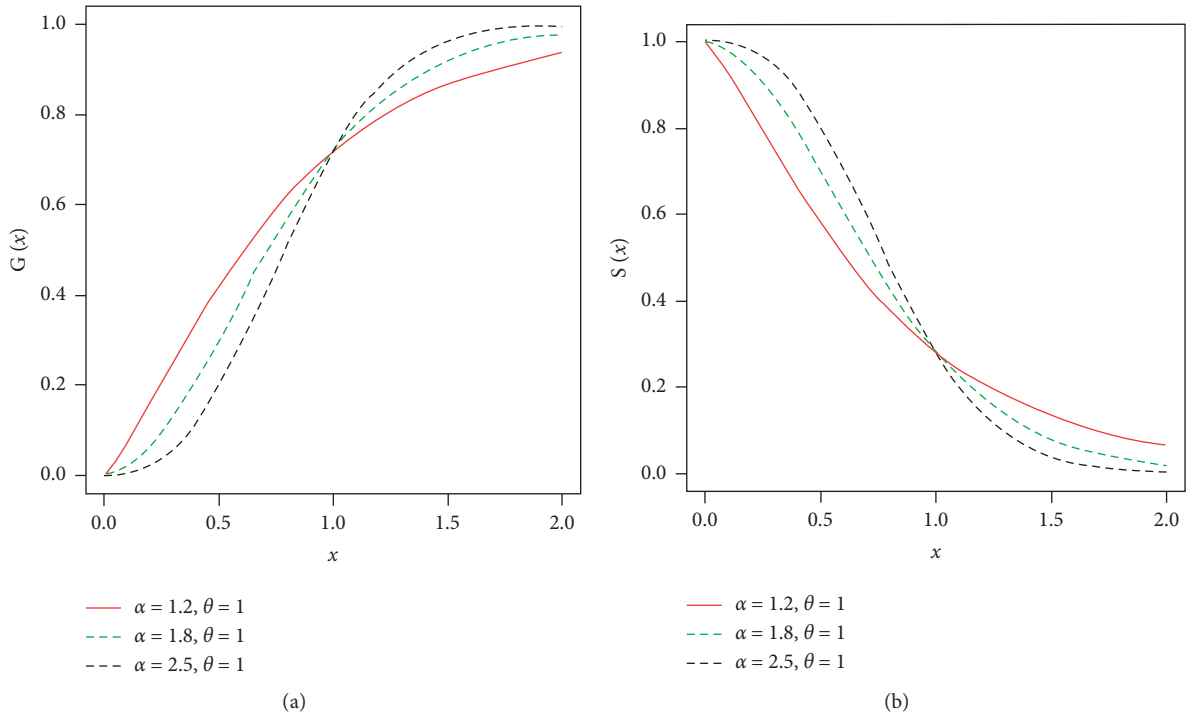 1.0
0.8
0.6
0.4
0.2
0.0
G (x)
0.0 0.5 1.0 1.5 2.0
x
α = 1.2, θ = 1
α = 1.8, θ = 1
α = 2.5, θ = 1
(a)
1.0
0.8
0.6
0.4
0.2
0.0
S (x)
0.0 0.5 1.0 1.5 2.0
x
α = 1.2, θ = 1
α = 1.8, θ = 1
α = 2.5, θ = 1
(b)